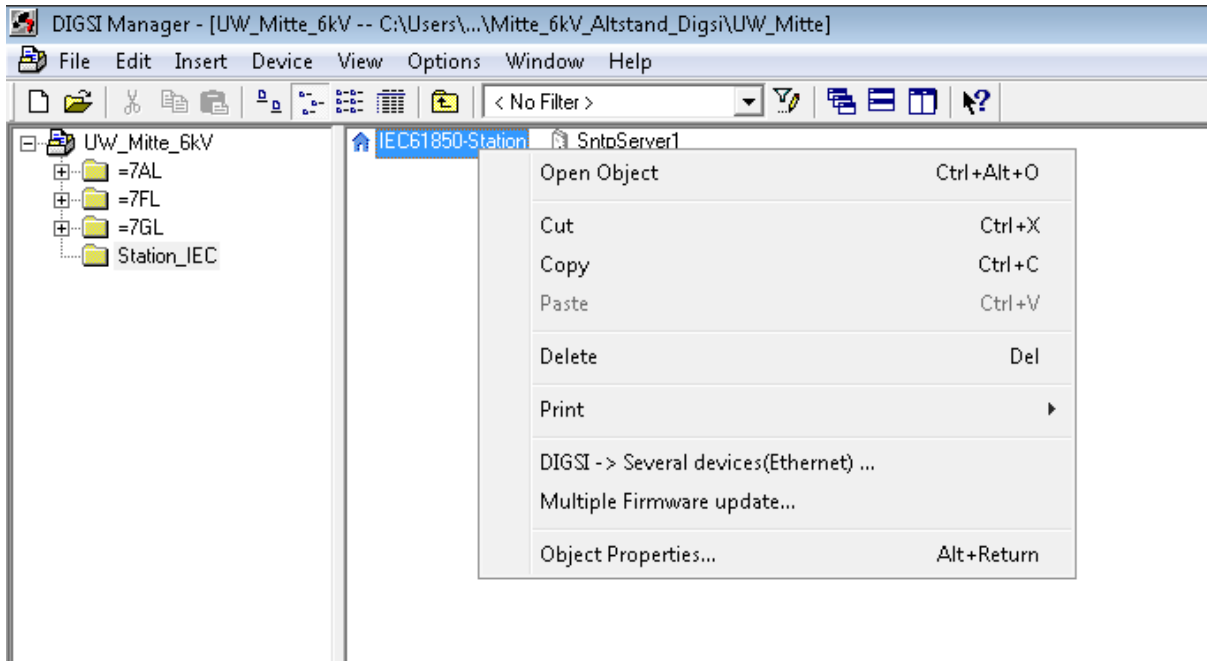 DIGSI Manager - [UW_Mitte_6kV -- C:\Users\...\Mitte_6kV_Altstand_Digsi\UW_Mitte]
File Edit Insert Device View Options Window Help
< No Filter >
UW_Mitte_6kV
=7AL
=7FL
=7GL
Station_IEC
IEC61850-Station SntpServer1
Open Object Ctrl+Alt+O
Cut Ctrl+X
Copy Ctrl+C
Paste Ctrl+V
Delete Del
Print
DIGSI -> Several devices(Ethernet) ...
Multiple Firmware update...
Object Properties... Alt+Return